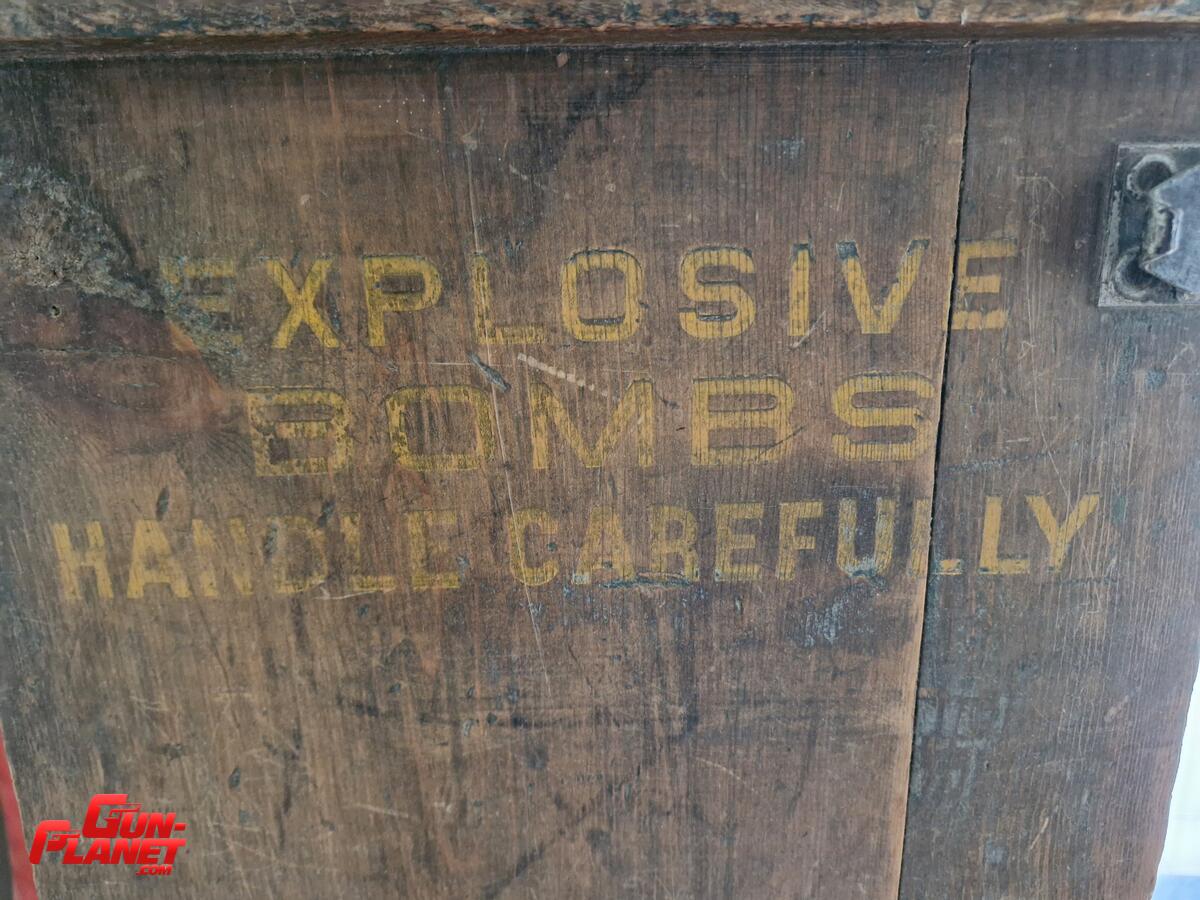 EXPLOSIVE
BOMBS
HANDLE CAREFULLY
GUN-
PLANET
.COM